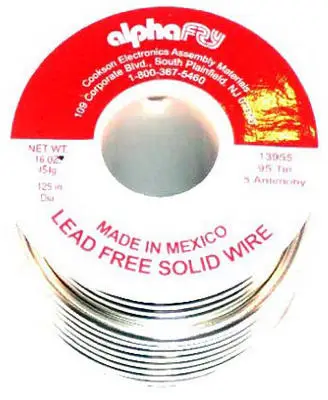 alphaFRY
Cookson Electronics Assembly Materials
109 Corporate Blvd., South Plainfield, NJ
1-800-367-5460
NET WT.
16 OZ.
454g
.125 in
Dia
13955
95 Tin
5 Antimony
MADE IN MEXICO
LEAD FREE SOLID WIRE